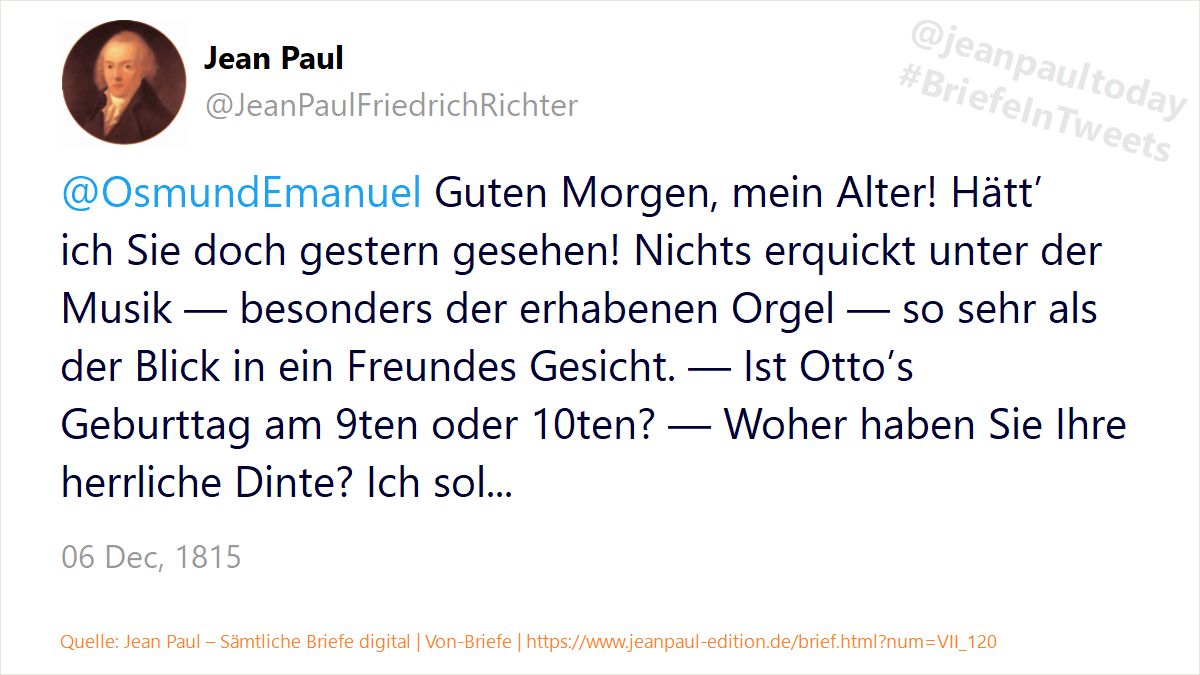 Jean Paul
@JeanPaulFriedrichRichter
@jeanpaultoday
#BriefeInTweets
@OsmundEmanuel Guten Morgen, mein Alter! Hätt’
ich Sie doch gestern gesehen! Nichts erquickt unter der
Musik — besonders der erhabenen Orgel — so sehr als
der Blick in ein Freundes Gesicht. — Ist Otto’s
Geburttag am 9ten oder 10ten? — Woher haben Sie Ihre
herrliche Dinte? Ich sol...
06 Dec, 1815
Quelle: Jean Paul – Sämtliche Briefe digital | Von-Briefe | https://www.jeanpaul-edition.de/brief.html?num=VII_120